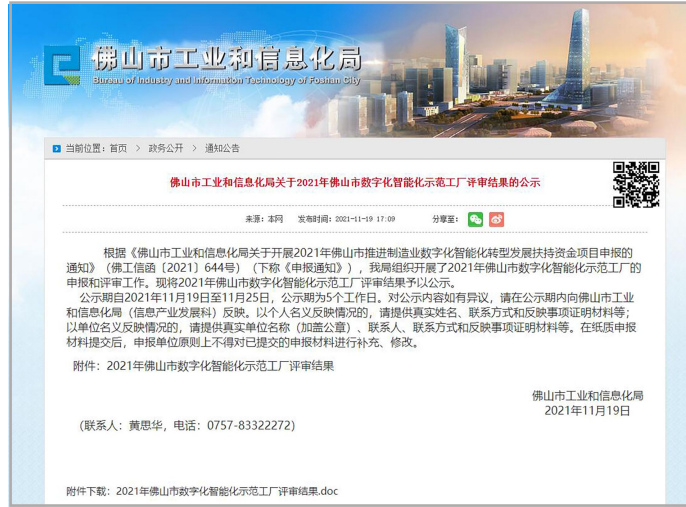 佛山市工业和信息化局
Bureau of Industry and Information Technology of Foshan City
当前位置：首页 > 政务公开 > 通知公告
佛山市工业和信息化局关于2021年佛山市数字化智能化示范工厂评审结果的公示
来源：本网 发布时间：2021-11-19 17:09 分享至：
根据《佛山市工业和信息化局关于开展2021年佛山市推进制造业数字化智能化转型发展扶持资金项目申报的
通知》（佛工信函〔2021〕644号）（下称《申报通知》），我局组织开展了2021年佛山市数字化智能化示范工厂的
申报和评审工作。现将2021年佛山市数字化智能化示范工厂评审结果予以公示。
公示期自2021年11月19日至11月25日，公示期为5个工作日。对公示内容如有异议，请在公示期内向佛山市工业
和信息化局（信息产业发展科）反映。以个人名义反映情况的，请提供真实姓名、联系方式和反映事项证明材料等；
以单位名义反映情况的，请提供真实单位名称（加盖公章）、联系人、联系方式和反映事项证明材料等。在纸质申报
材料提交后，申报单位原则上不得对已提交的申报材料进行补充、修改。
附件：2021年佛山市数字化智能化示范工厂评审结果
佛山市工业和信息化局
2021年11月19日
（联系人：黄思华，电话：0757-83322272）
附件下载：2021年佛山市数字化智能化示范工厂评审结果.doc